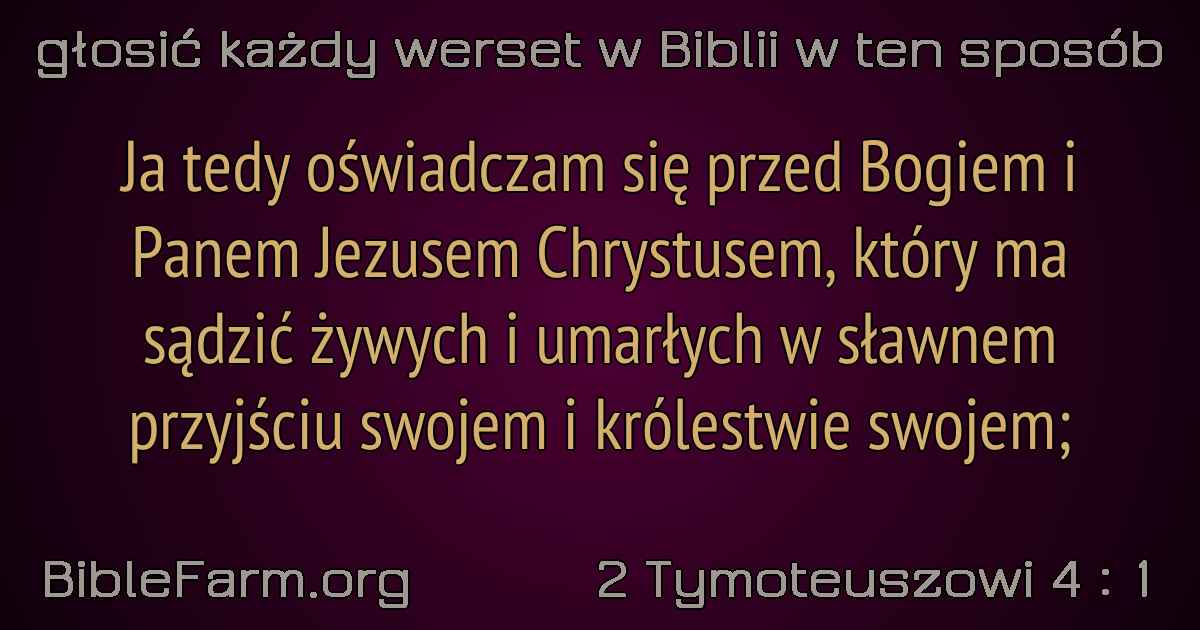 głosić każdy werset w Biblii w ten sposób
Ja tedy oświadczam się przed Bogiem i
Panem Jezusem Chrystusem, który ma
sądzić żywych i umarłych w sławnem
przyjściu swojem i królestwie swojem;
BibleFarm.org
2 Tymoteuszowi 4 : 1